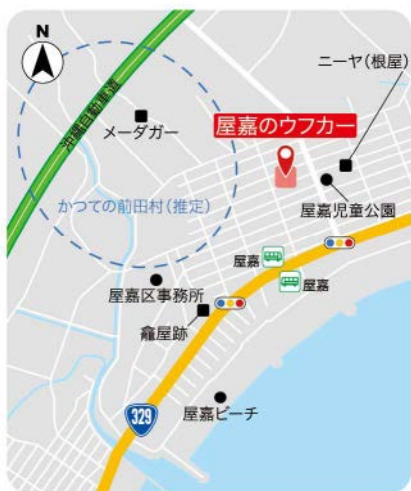 N
沖縄自動車道
メーダガー
ニーヤ(根屋)
屋嘉のウフカー
屋嘉児童公園
かつての前田村(推定)
屋嘉
屋嘉
屋嘉区事務所
龕屋跡
329
屋嘉ビーチ